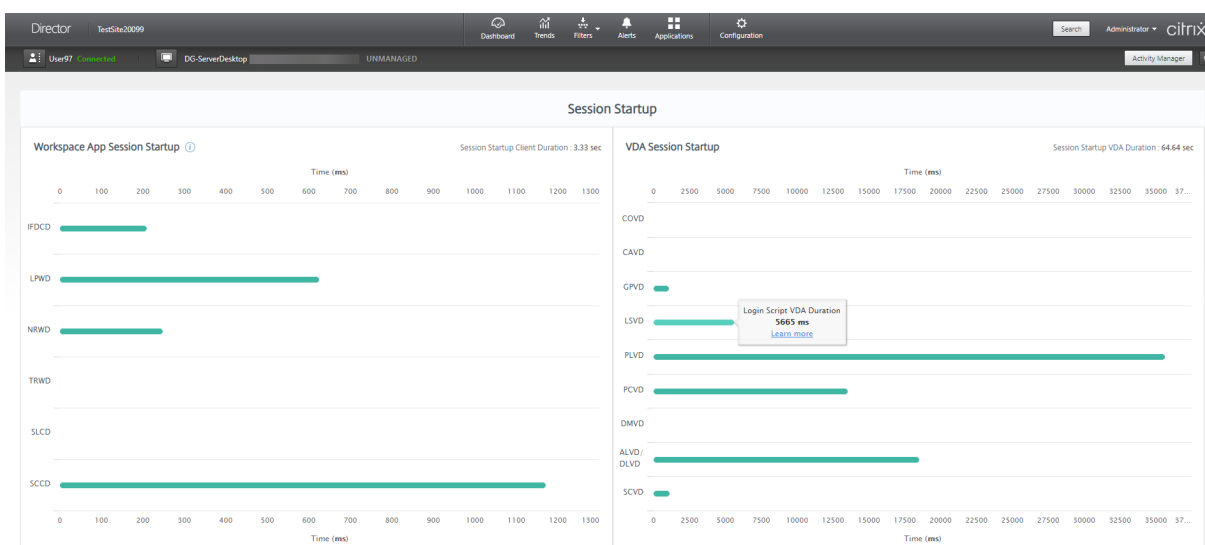 Director TestSite20099 Dashboard Trends Filters Alerts Applications Configuration Search Administrator citrix
User97 Connected DG-ServerDesktop UNMANAGED Activity Manager
Session Startup
Workspace App Session Startup Session Startup Client Duration : 3.33 sec
Time (ms)
0 100 200 300 400 500 600 700 800 900 1000 1100 1200 1300
IFDCD
LPWD
NRWD
TRWD
SLCD
SCCD
0 100 200 300 400 500 600 700 800 900 1000 1100 1200 1300
Time (ms)
VDA Session Startup Session Startup VDA Duration : 64.64 sec
Time (ms)
0 2500 5000 7500 10000 12500 15000 17500 20000 22500 25000 27500 30000 32500 35000 37...
COVD
CAVD
GPVD
LSVD
Login Script VDA Duration
5665 ms
Learn more
PLVD
PCVD
DMVD
ALVD/
DLVD
SCVD
0 2500 5000 7500 10000 12500 15000 17500 20000 22500 25000 27500 30000 32500 35000 37...
Time (ms)